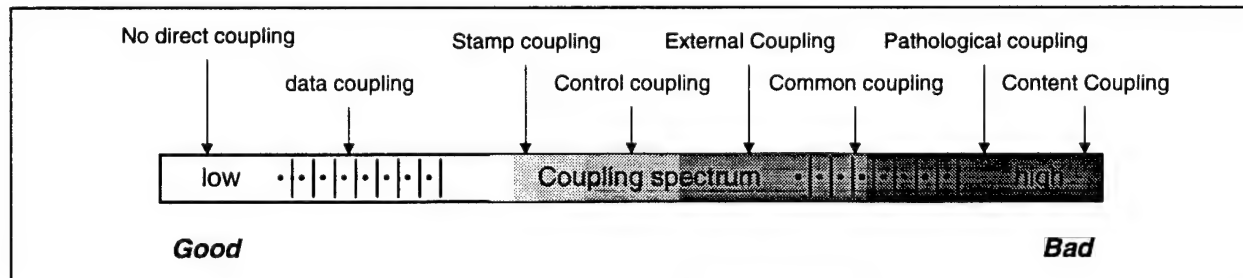 No direct coupling
Stamp coupling
External Coupling
Pathological coupling
data coupling
Control coupling
Common coupling
Content Coupling
low
Coupling spectrum
high
Good
Bad